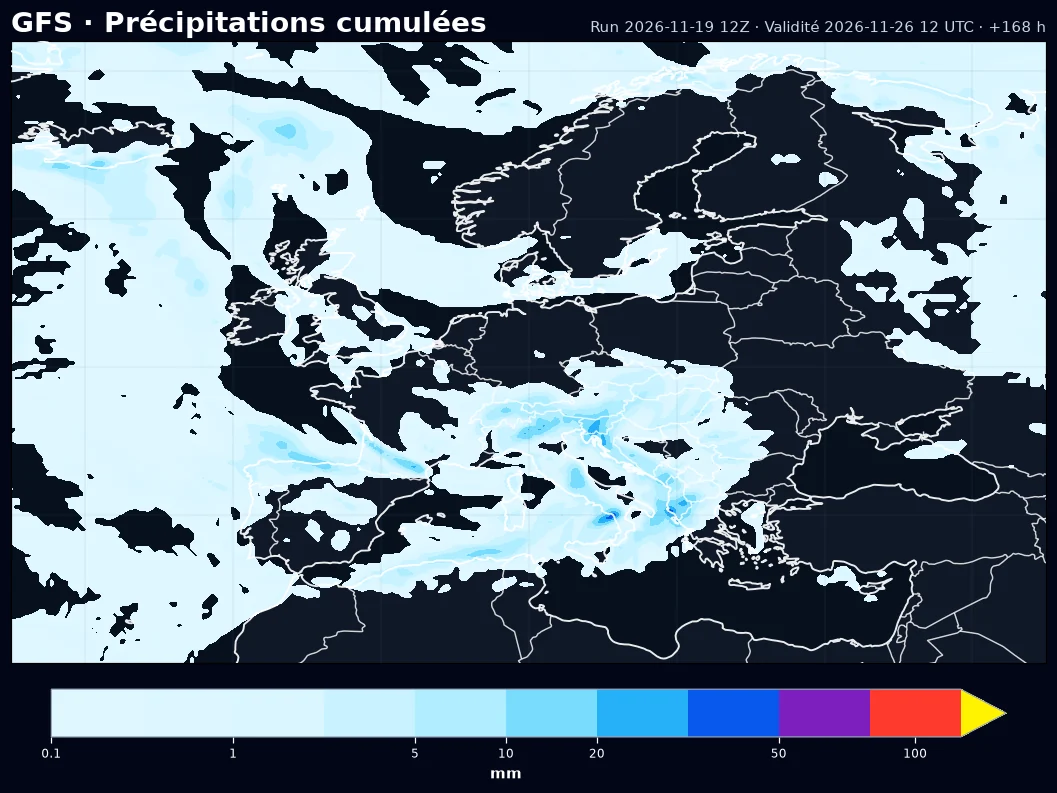 GFS · Précipitations cumulées
Run 2026-11-19 12Z · Validité 2026-11-26 12 UTC · +168 h
0.1 1 5 10 20 50 100
mm